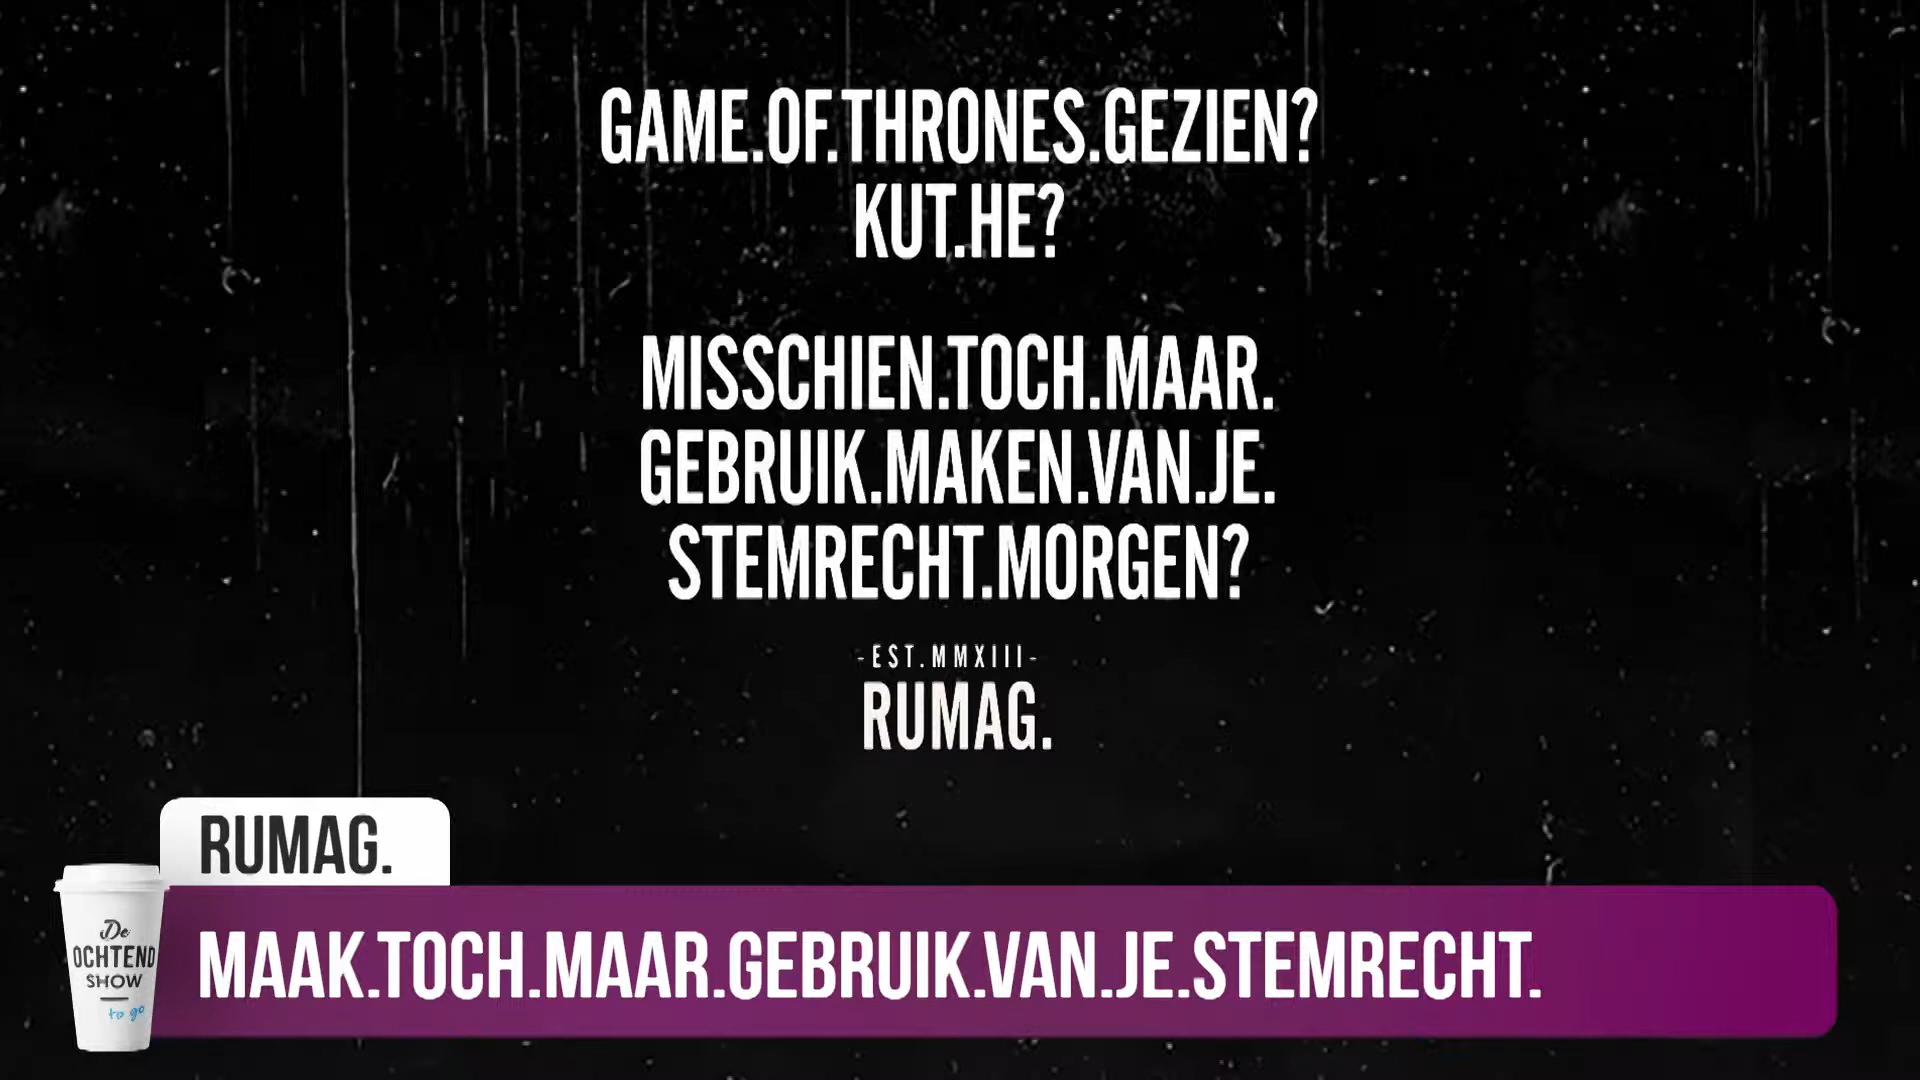 GAME.OF.THRONES.GEZIEN?
KUT.HE?
MISSCHIEN.TOCH.MAAR.
GEBRUIK.MAKEN.VAN.JE.
STEMRECHT.MORGEN?
-EST.MMXIII-
RUMAG.
RUMAG.
MAAK.TOCH.MAAR.GEBRUIK.VAN.JE.STEMRECHT.
De
OCHTEND
SHOW
to go